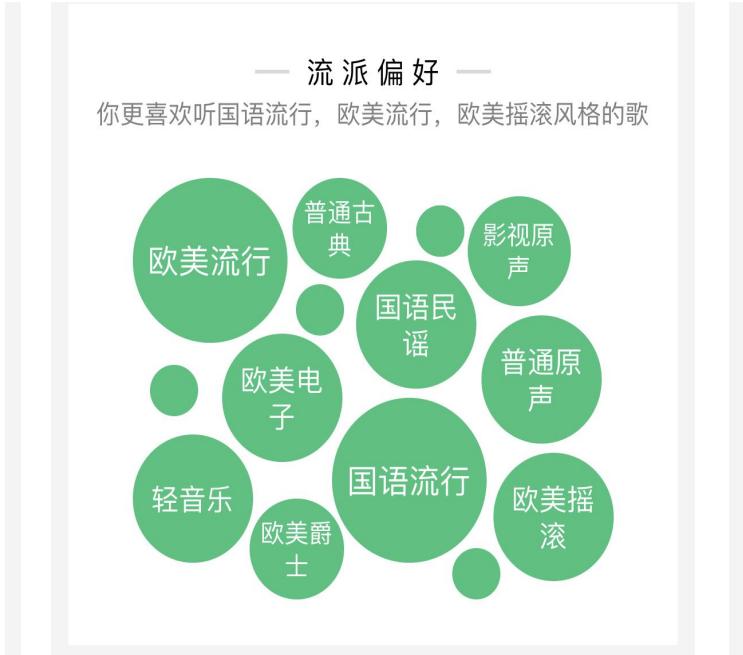 流派偏好
你更喜欢听国语流行，欧美流行，欧美摇滚风格的歌
欧美流行
普通古
典
影视原
声
国语民
谣
欧美电
子
普通原
声
轻音乐
国语流行
欧美摇
滚
欧美爵
士